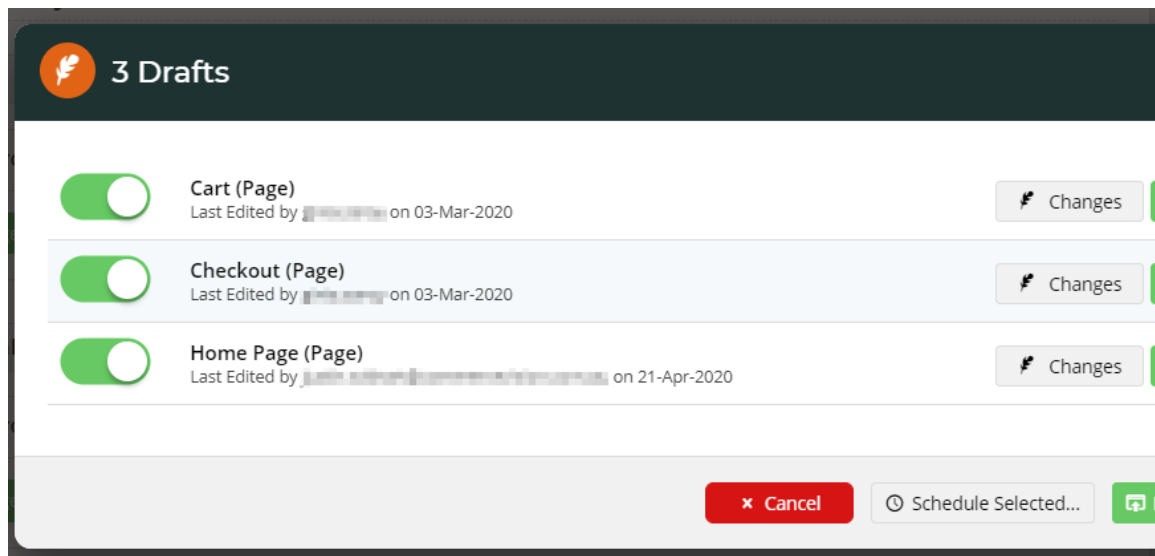 3 Drafts
Cart (Page)
Last Edited by on 03-Mar-2020
Changes
Checkout (Page)
Last Edited by on 03-Mar-2020
Changes
Home Page (Page)
Last Edited by on 21-Apr-2020
Changes
Cancel
Schedule Selected...